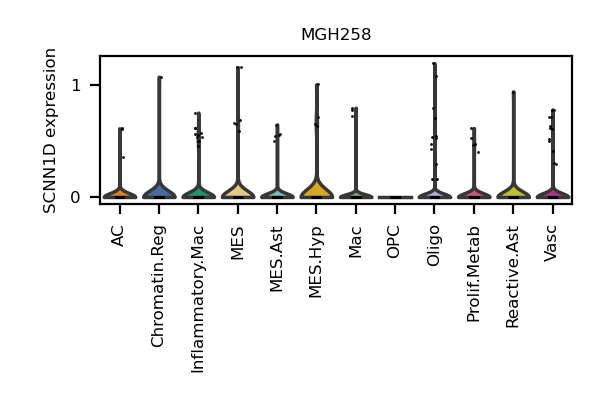 MGH258
SCNN1D expression
1
0
AC
Chromatin.Reg
Inflammatory.Mac
MES
MES.Ast
MES.Hyp
Mac
OPC
Oligo
Prolif.Metab
Reactive.Ast
Vasc